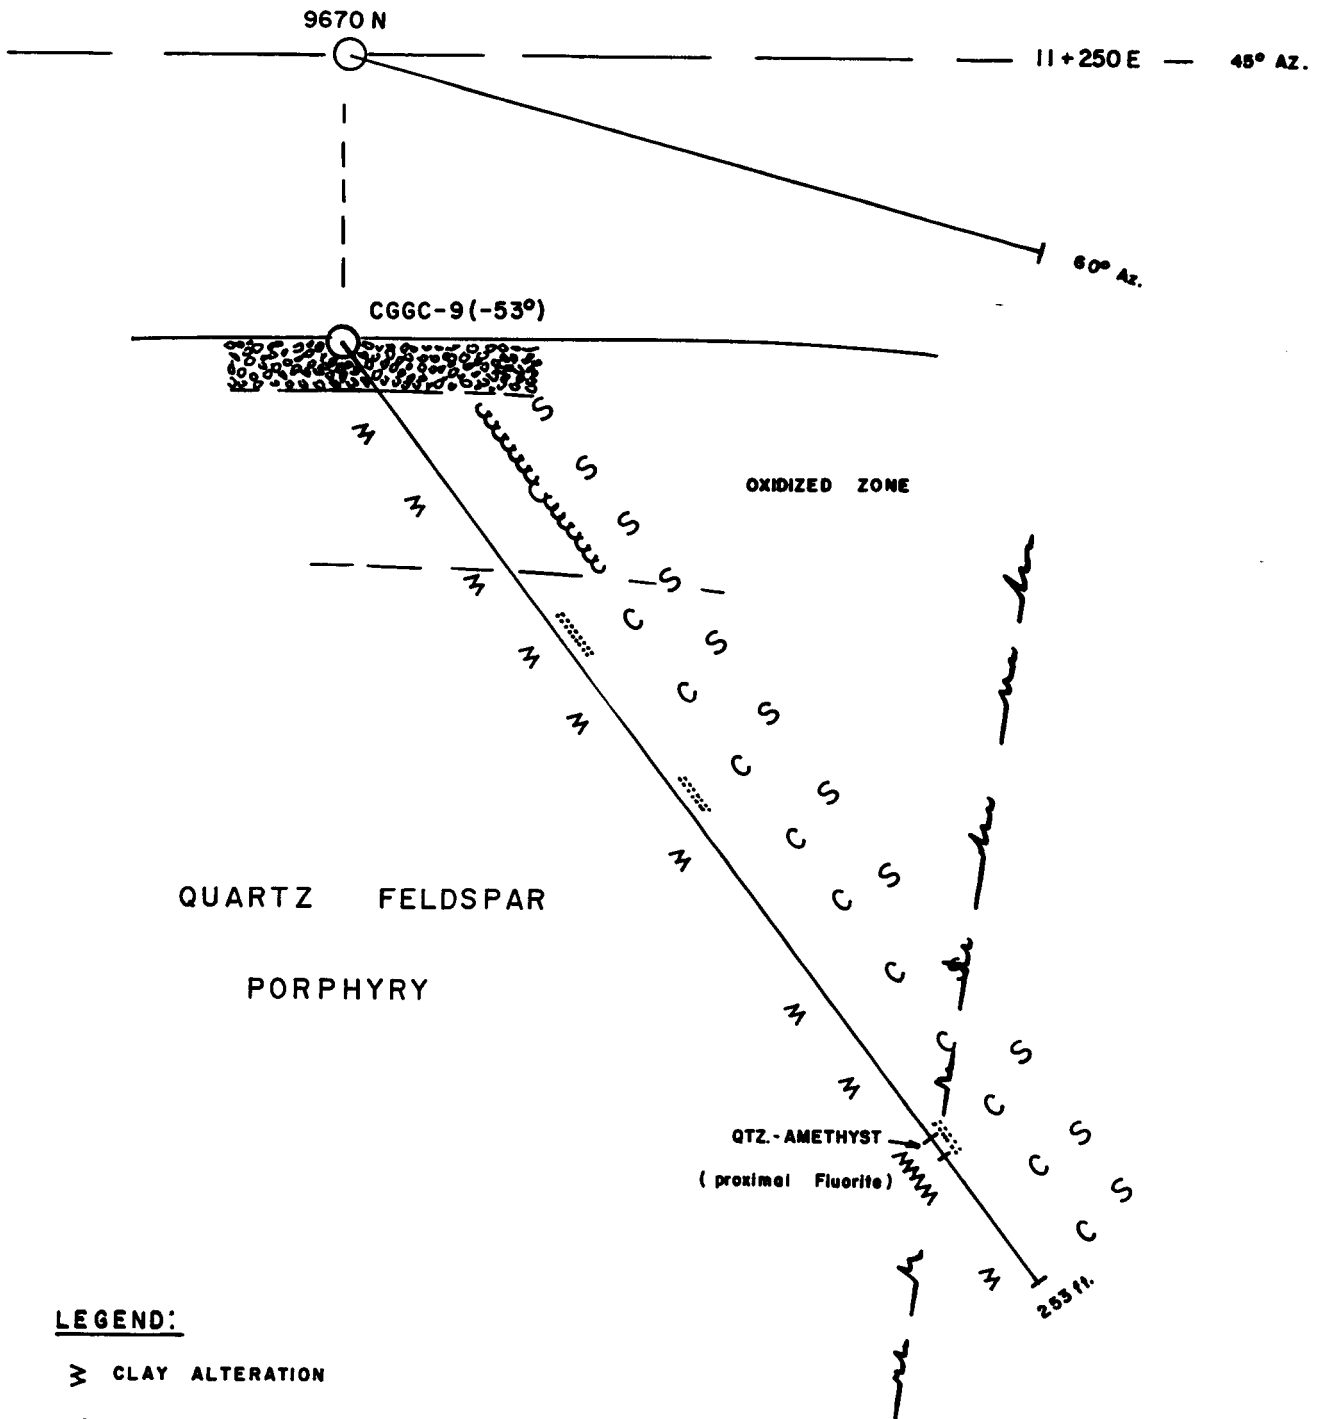 9670 N
11+250 E
45° AZ.
60° Az.
CGGC-9 (-53°)
S
S
OXIDIZED ZONE
S
S
C
S
C
S
C
S
C
S
C
QUARTZ FELDSPAR
C
PORPHYRY
C
S
C
QTZ.-AMETHYST
S
C
(proximal Fluorite)
S
C
253 ft.
LEGEND:
CLAY ALTERATION